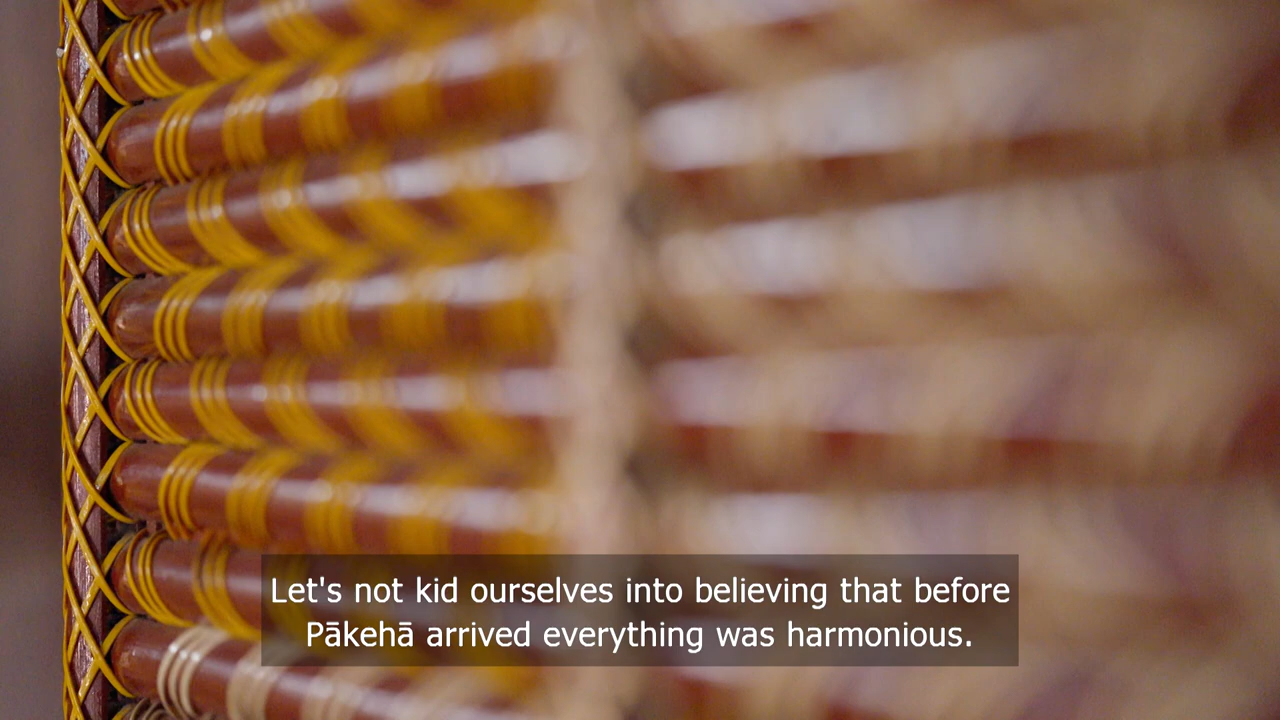 Let's not kid ourselves into believing that before
Pākehā arrived everything was harmonious.